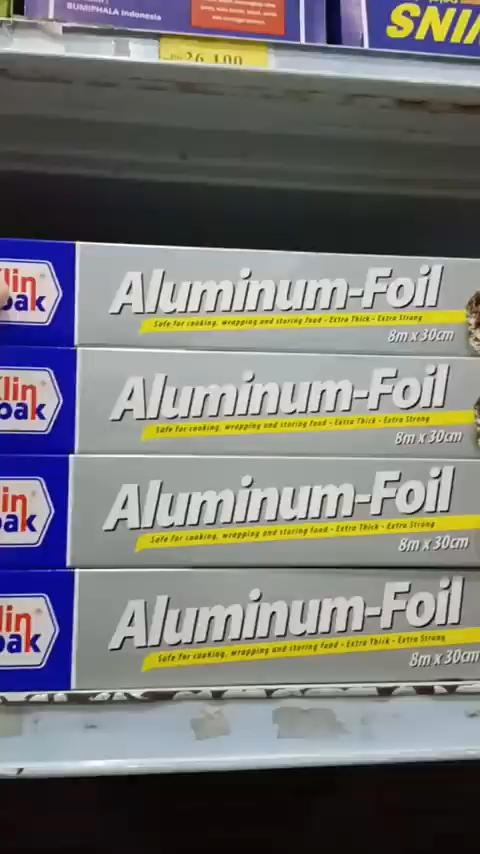 BUMIPHALA Indonesia
SNIM
26.100
lin
pak
Aluminum-Foil
Safe for cooking, wrapping and storing food - Extra Thick - Extra Strong
8m x 30cm
lin
pak
Aluminum-Foil
Safe for cooking, wrapping and storing food - Extra Thick - Extra Strong
8m x 30cm
lin
pak
Aluminum-Foil
Safe for cooking, wrapping and storing food - Extra Thick - Extra Strong
8m x 30cm
lin
pak
Aluminum-Foil
Safe for cooking, wrapping and storing food - Extra Thick - Extra Strong
8m x 30cm